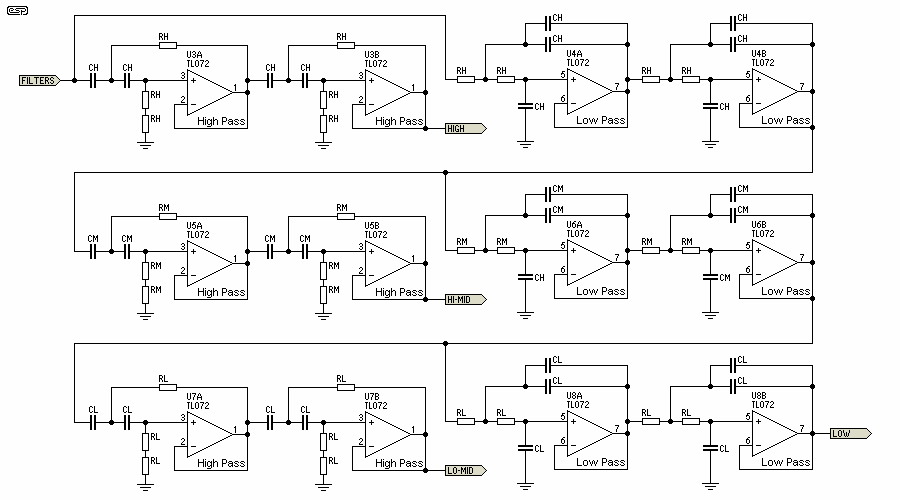 esp
CH
CH
RH
RH
CH
CH
CH
CH
U3A
TL072
U3B
TL072
U4A
TL072
U4B
TL072
FILTERS
CH
CH
CH
CH
RH
RH
RH
RH
3
+
1
3
+
1
5
+
7
5
+
7
2
−
2
−
6
−
6
−
RH
RH
CH
CH
RH
RH
High Pass
High Pass
Low Pass
Low Pass
HIGH
CM
CM
RM
RM
CM
CM
U5A
TL072
U5B
TL072
U6A
TL072
U6B
TL072
CM
CM
CM
CM
RM
RM
RM
RM
3
+
1
3
+
1
5
+
7
5
+
7
2
−
2
−
6
−
6
−
RM
RM
CH
CM
RM
RM
High Pass
High Pass
Low Pass
Low Pass
HI-MID
CL
CL
RL
RL
CL
CL
U7A
TL072
U7B
TL072
U8A
TL072
U8B
TL072
CL
CL
CL
CL
RL
RL
RL
RL
3
+
1
3
+
1
5
+
7
5
+
7
LOW
2
−
2
−
6
−
6
−
RL
RL
CL
CL
RL
RL
High Pass
High Pass
Low Pass
Low Pass
LO-MID